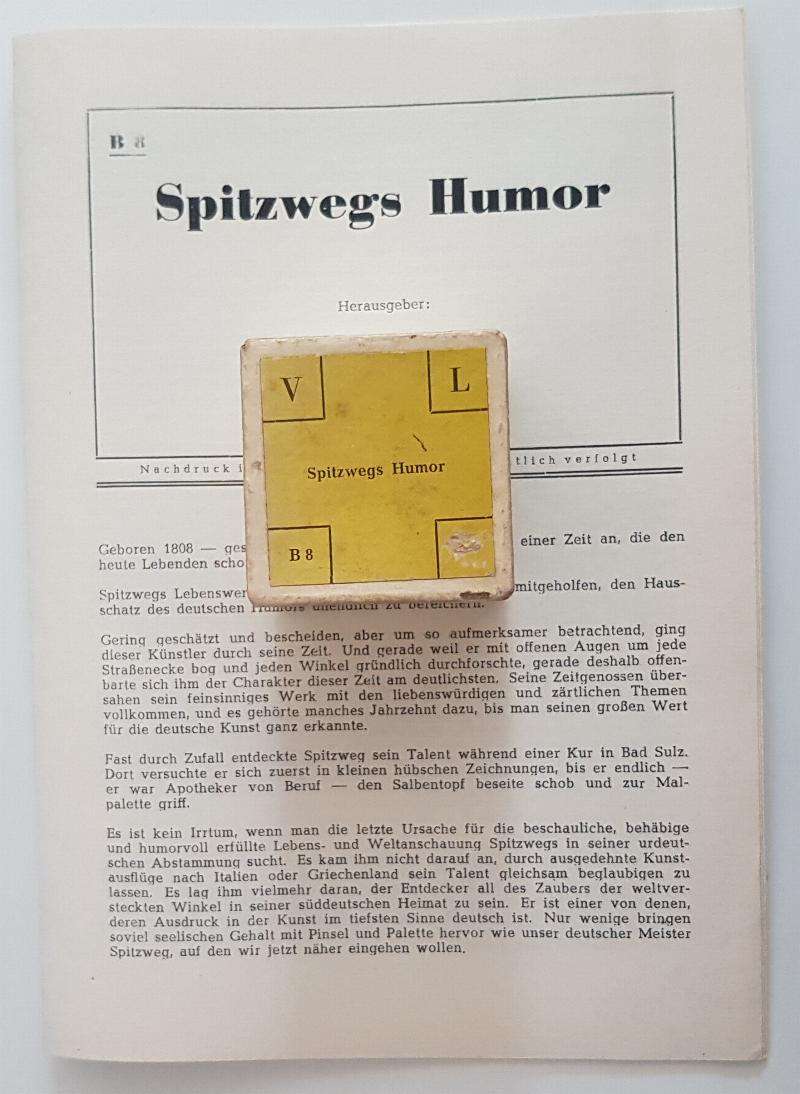 B 8
Spitzwegs Humor
Herausgeber:
V
L
Spitzwegs Humor
B 8
Nachdruck
tlich verfolgt
Geboren 1808 — einer Zeit an, die den
heute Lebenden
Spitzwegs mitgeholfen, den Haus-
schatz des deutschen Humors unendlich zu bereichern.
Gering geschätzt und bescheiden, aber um so aufmerksamer betrachtend, ging
dieser Künstler durch seine Zeit. Und gerade weil er mit offenen Augen um jede
Straßenecke bog und jeden Winkel gründlich durchforschte, gerade deshalb offen-
barte sich ihm der Charakter dieser Zeit am deutlichsten. Seine Zeitgenossen über-
sahen sein feinsinniges Werk mit den liebenswürdigen und zärtlichen Themen
vollkommen, und es gehörte manches Jahrzehnt dazu, bis man seinen großen Wert
für die deutsche Kunst ganz erkannte.
Fast durch Zufall entdeckte Spitzweg sein Talent während einer Kur in Bad Sulz.
Dort versuchte er sich zuerst in kleinen hübschen Zeichnungen, bis er endlich —
er war Apotheker von Beruf — den Salbentopf beseite schob und zur Mal-
palette griff.
Es ist kein Irrtum, wenn man die letzte Ursache für die beschauliche, behäbige
und humorvoll erfüllte Lebens- und Weltanschauung Spitzwegs in seiner urdeut-
schen Abstammung sucht. Es kam ihm nicht darauf an, durch ausgedehnte Kunst-
ausflüge nach Italien oder Griechenland sein Talent gleichsam beglaubigen zu
lassen. Es lag ihm vielmehr daran, der Entdecker all des Zaubers der weltver-
steckten Winkel in seiner süddeutschen Heimat zu sein. Er ist einer von denen,
deren Ausdruck in der Kunst im tiefsten Sinne deutsch ist. Nur wenige bringen
soviel seelischen Gehalt mit Pinsel und Palette hervor wie unser deutscher Meister
Spitzweg, auf den wir jetzt näher eingehen wollen.